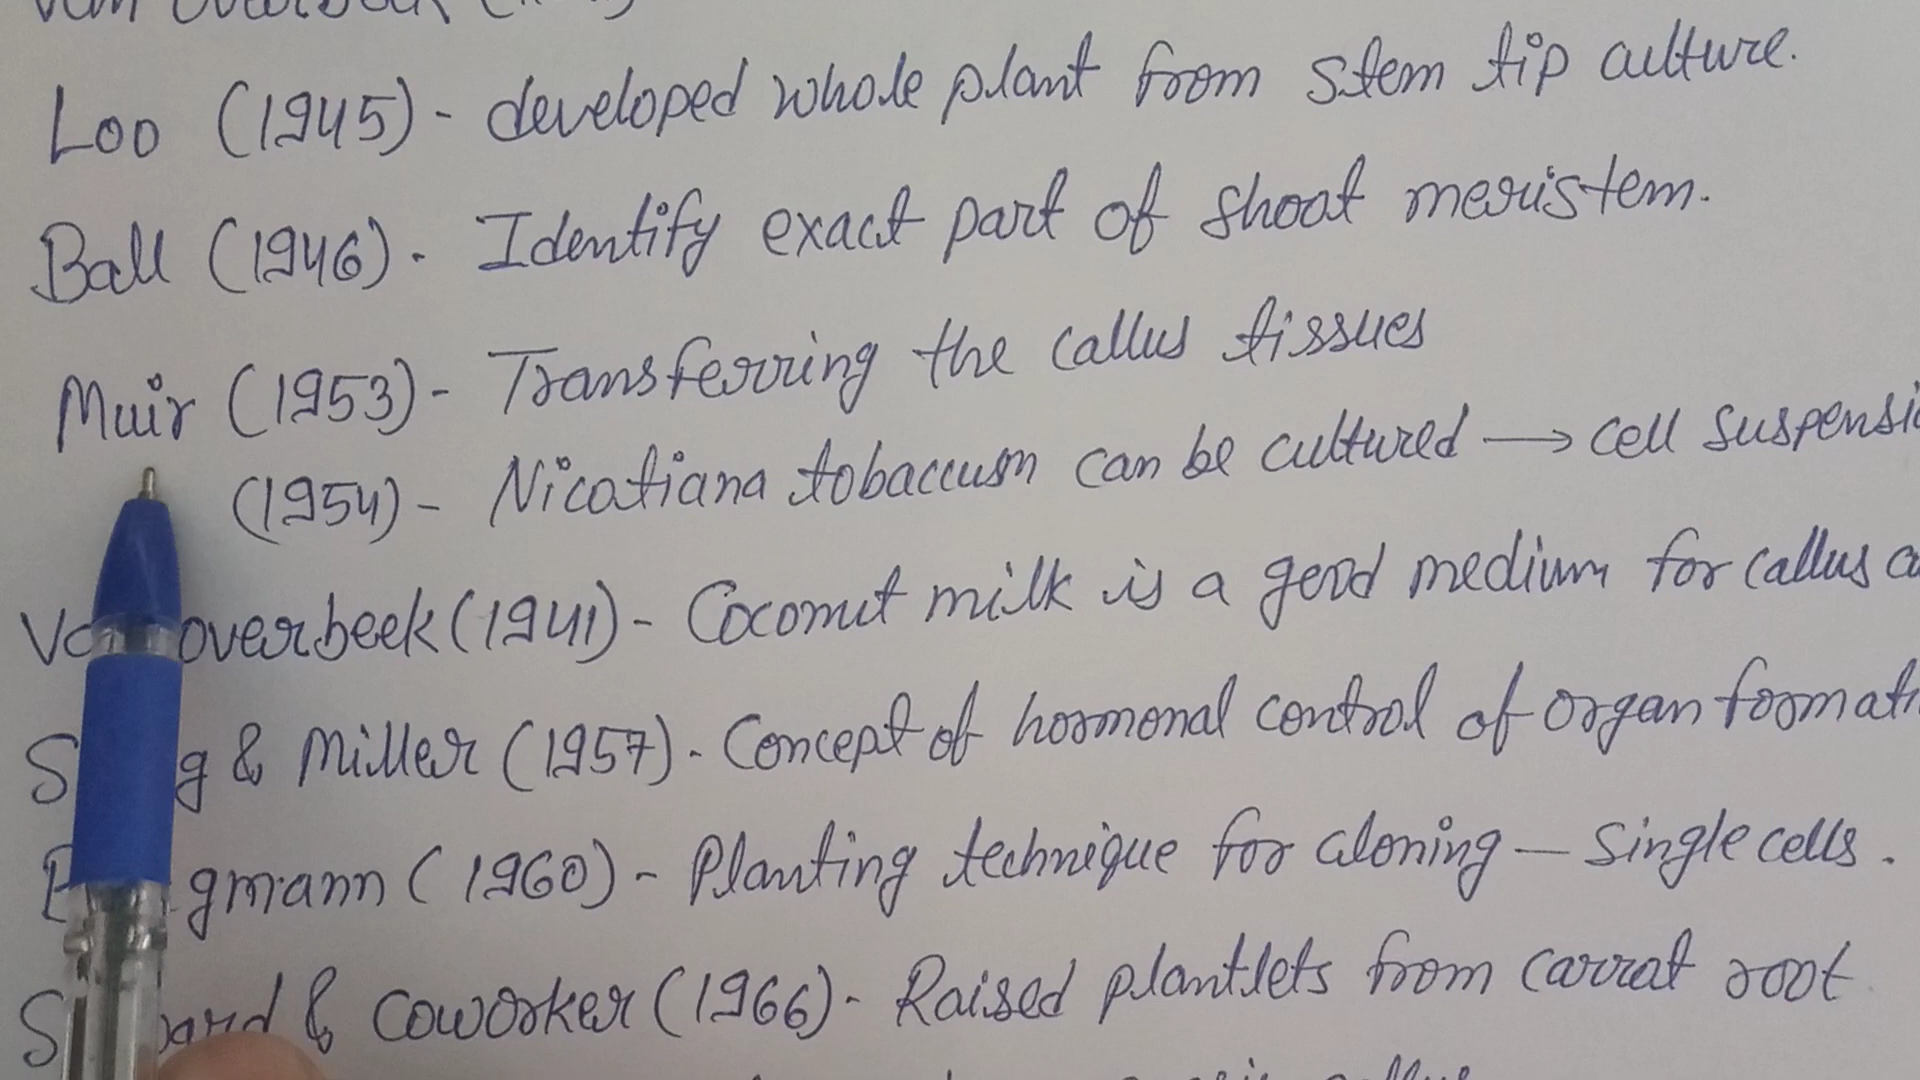 Loo (1945) - developed whole plant from stem tip culture.
Ball (1946) - Identify exact part of shoot meristem.
Muir (1953) - Transferring the callus tissues
(1954) - Nicotiana tobaccum can be cultured → cell suspensi
overbeek (1941) - Coconut milk is a good medium for callus
& Miller (1957) - Concept of hormonal control of organ formati
gmann (1960) - Planting technique for cloning - single cells.
& coworker (1966) - Raised plantlets from carrot root